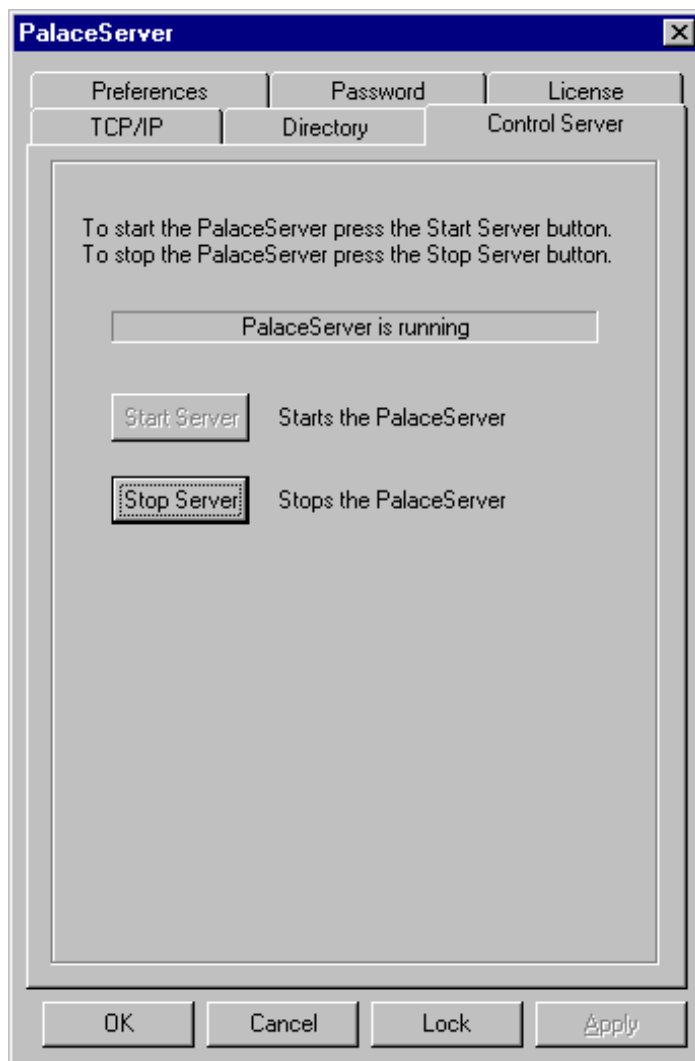 PalaceServer
Preferences Password License
TCP/IP Directory Control Server
To start the PalaceServer press the Start Server button.
To stop the PalaceServer press the Stop Server button.
PalaceServer is running
Start Server Starts the PalaceServer
Stop Server Stops the PalaceServer
OK Cancel Lock Apply